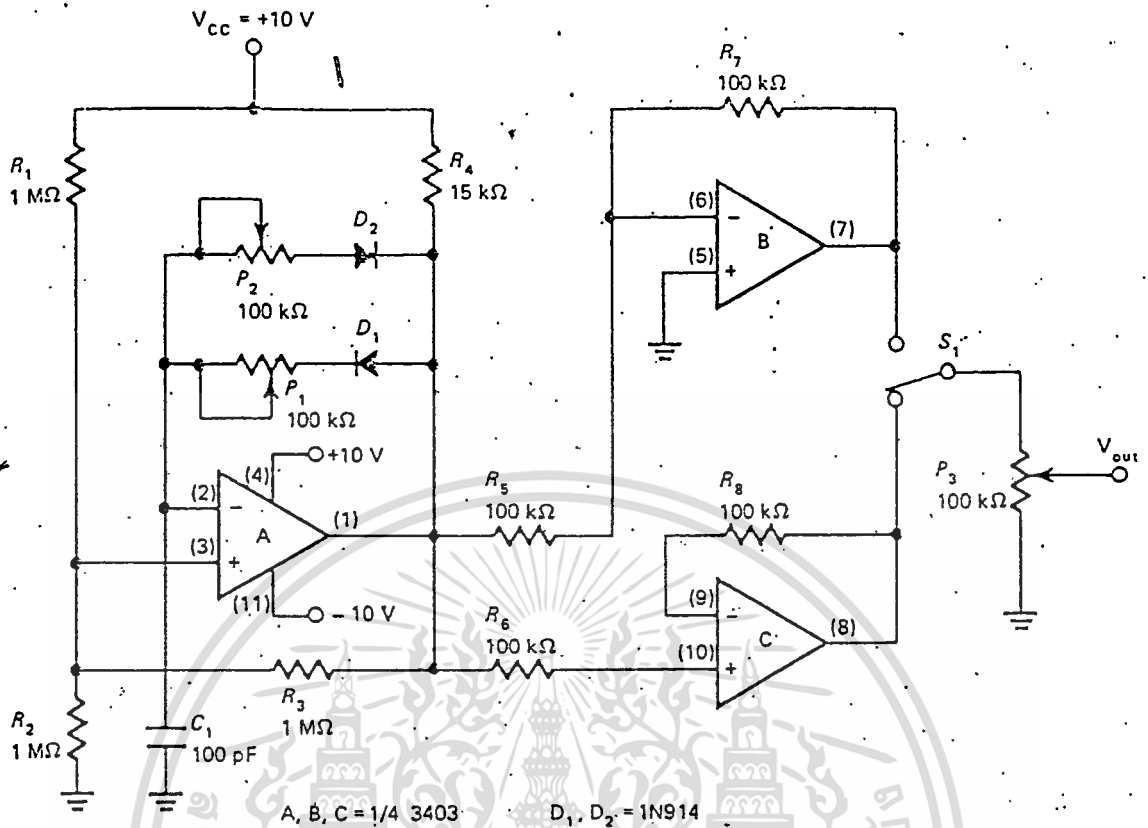 V_CC = +10 V
R_1
1 MΩ
R_4
15 kΩ
D_2
P_2
100 kΩ
D_1
P_1
100 kΩ
+10 V
(4)
(2)
−
A
(1)
(3)
+
(11)
− 10 V
R_2
1 MΩ
C_1
100 pF
R_3
1 MΩ
R_5
100 kΩ
R_6
100 kΩ
R_7
100 kΩ
(6)
−
B
(7)
(5)
+
S_1
R_8
100 kΩ
(9)
−
C
(8)
(10)
+
P_3
100 kΩ
V_out
A, B, C = 1/4 3403
D_1, D_2 = 1N914